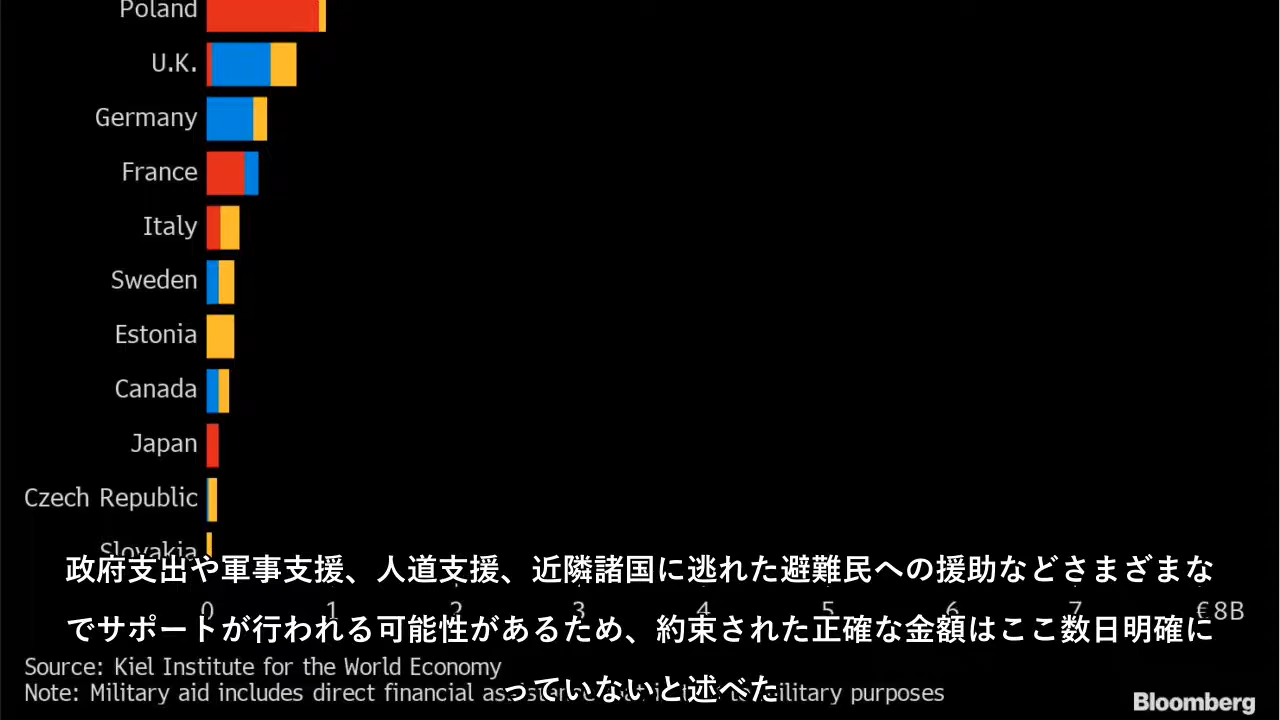 Poland
U.K.
Germany
France
Italy
Sweden
Estonia
Canada
Japan
Czech Republic
Slovakia
政府支出や軍事支援、人道支援、近隣諸国に逃れた避難民への援助などさまざまな
0 1 2 3 4 5 6 7 €8B
でサポートが行われる可能性があるため、約束された正確な金額はここ数日明確に
Source: Kiel Institute for the World Economy
っていないと述べた
Note: Military aid includes direct financial military purposes
Bloomberg